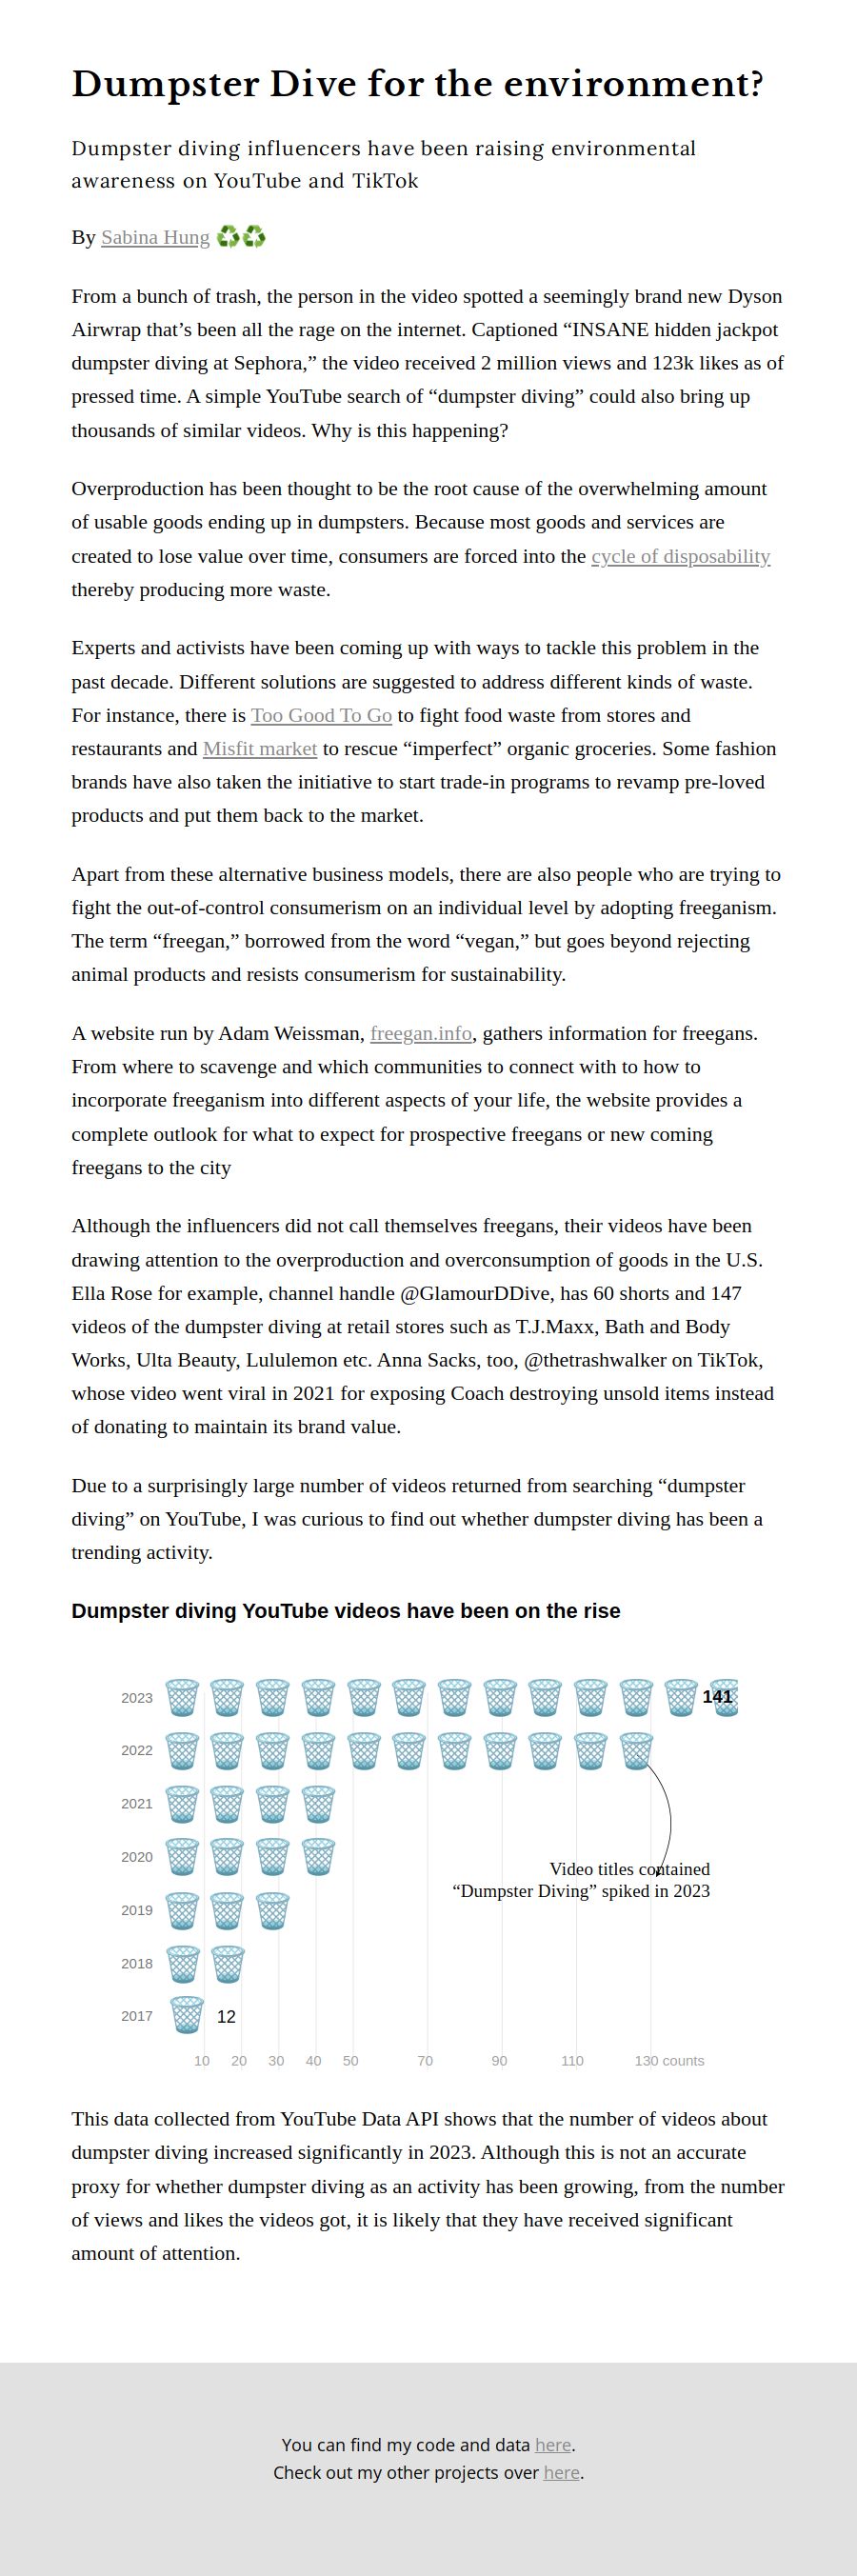 Dumpster Dive for the environment?
Dumpster diving influencers have been raising environmental
awareness on YouTube and TikTok
By Sabina Hung ♻️♻️
From a bunch of trash, the person in the video spotted a seemingly brand new Dyson
Airwrap that’s been all the rage on the internet. Captioned “INSANE hidden jackpot
dumpster diving at Sephora,” the video received 2 million views and 123k likes as of
pressed time. A simple YouTube search of “dumpster diving” could also bring up
thousands of similar videos. Why is this happening?
Overproduction has been thought to be the root cause of the overwhelming amount
of usable goods ending up in dumpsters. Because most goods and services are
created to lose value over time, consumers are forced into the cycle of disposability
thereby producing more waste.
Experts and activists have been coming up with ways to tackle this problem in the
past decade. Different solutions are suggested to address different kinds of waste.
For instance, there is Too Good To Go to fight food waste from stores and
restaurants and Misfit market to rescue “imperfect” organic groceries. Some fashion
brands have also taken the initiative to start trade-in programs to revamp pre-loved
products and put them back to the market.
Apart from these alternative business models, there are also people who are trying to
fight the out-of-control consumerism on an individual level by adopting freeganism.
The term “freegan,” borrowed from the word “vegan,” but goes beyond rejecting
animal products and resists consumerism for sustainability.
A website run by Adam Weissman, freegan.info, gathers information for freegans.
From where to scavenge and which communities to connect with to how to
incorporate freeganism into different aspects of your life, the website provides a
complete outlook for what to expect for prospective freegans or new coming
freegans to the city
Although the influencers did not call themselves freegans, their videos have been
drawing attention to the overproduction and overconsumption of goods in the U.S.
Ella Rose for example, channel handle @GlamourDDive, has 60 shorts and 147
videos of the dumpster diving at retail stores such as T.J.Maxx, Bath and Body
Works, Ulta Beauty, Lululemon etc. Anna Sacks, too, @thetrashwalker on TikTok,
whose video went viral in 2021 for exposing Coach destroying unsold items instead
of donating to maintain its brand value.
Due to a surprisingly large number of videos returned from searching “dumpster
diving” on YouTube, I was curious to find out whether dumpster diving has been a
trending activity.
Dumpster diving YouTube videos have been on the rise
2023 141
2022
2021
2020
Video titles contained
“Dumpster Diving” spiked in 2023
2019
2018
2017 12
10 20 30 40 50 70 90 110 130 counts
This data collected from YouTube Data API shows that the number of videos about
dumpster diving increased significantly in 2023. Although this is not an accurate
proxy for whether dumpster diving as an activity has been growing, from the number
of views and likes the videos got, it is likely that they have received significant
amount of attention.
You can find my code and data here.
Check out my other projects over here.